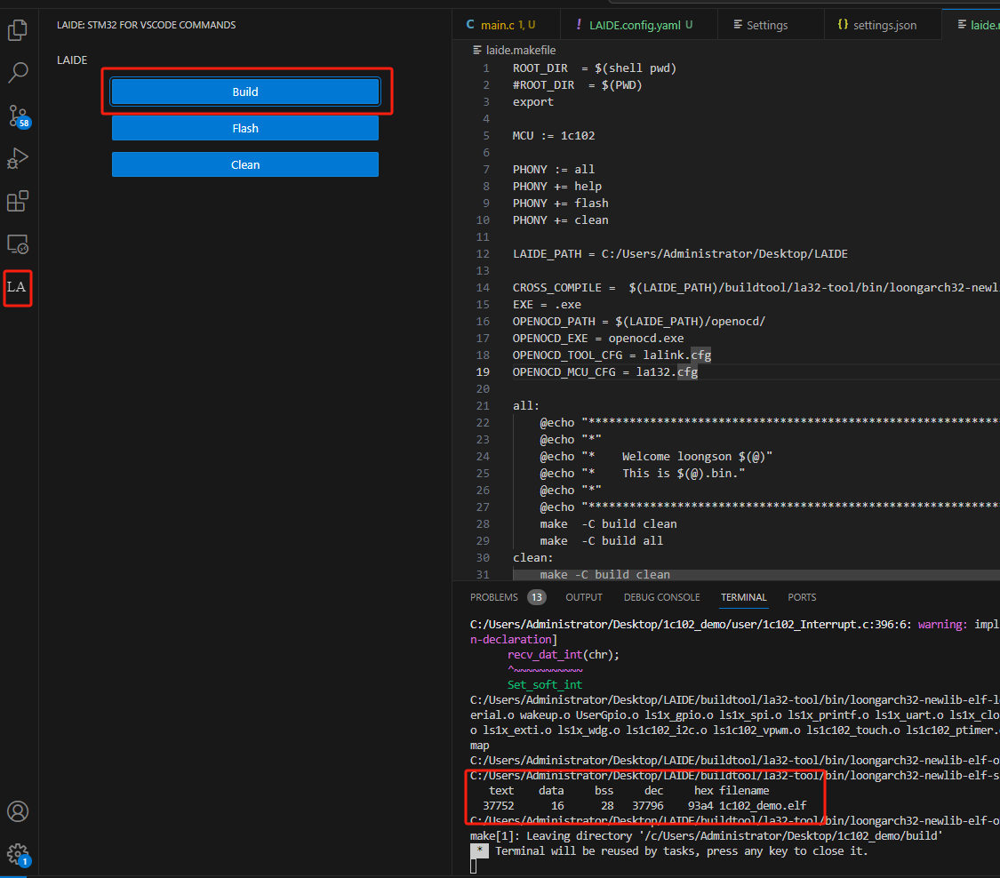 LAIDE: STM32 FOR VSCODE COMMANDS
LAIDE
Build
Flash
Clean
58
LA
1
main.c 1, U
LAIDE.config.yaml U
Settings
settings.json
laide.
laide.makefile
1 ROOT_DIR  = $(shell pwd)
2 #ROOT_DIR  = $(PWD)
3 export
4
5 MCU := 1c102
6
7 PHONY := all
8 PHONY += help
9 PHONY += flash
10 PHONY += clean
11
12 LAIDE_PATH = C:/Users/Administrator/Desktop/LAIDE
13
14 CROSS_COMPILE =  $(LAIDE_PATH)/buildtool/la32-tool/bin/loongarch32-newl
15 EXE = .exe
16 OPENOCD_PATH = $(LAIDE_PATH)/openocd/
17 OPENOCD_EXE = openocd.exe
18 OPENOCD_TOOL_CFG = lalink.cfg
19 OPENOCD_MCU_CFG = la132.cfg
20
21 all:
22 @echo "*************************************************************
23 @echo "*"
24 @echo "*    Welcome loongson $(@)"
25 @echo "*    This is $(@).bin."
26 @echo "*"
27 @echo "*************************************************************
28 make  -C build clean
29 make  -C build all
30 clean:
31 make -C build clean
PROBLEMS 13 OUTPUT DEBUG CONSOLE TERMINAL PORTS
C:/Users/Administrator/Desktop/1c102_demo/user/1c102_Interrupt.c:396:6: warning: impl
n-declaration]
recv_dat_int(chr);
^~~~~~~~~~~~
Set_soft_int
C:/Users/Administrator/Desktop/LAIDE/buildtool/la32-tool/bin/loongarch32-newlib-elf-l
erial.o wakeup.o UserGpio.o ls1x_gpio.o ls1x_spi.o ls1x_printf.o ls1x_uart.o ls1x_clo
o ls1x_exti.o ls1x_wdg.o ls1c102_i2c.o ls1c102_vpwm.o ls1c102_touch.o ls1c102_ptimer.
map
C:/Users/Administrator/Desktop/LAIDE/buildtool/la32-tool/bin/loongarch32-newlib-elf-o
C:/Users/Administrator/Desktop/LAIDE/buildtool/la32-tool/bin/loongarch32-newlib-elf-s
text    data     bss     dec     hex filename
37752      16      28   37796    93a4 1c102_demo.elf
C:/Users/Administrator/Desktop/LAIDE/buildtool/la32-tool/bin/loongarch32-newlib-elf-o
make[1]: Leaving directory '/c/Users/Administrator/Desktop/1c102_demo/build'
* Terminal will be reused by tasks, press any key to close it.